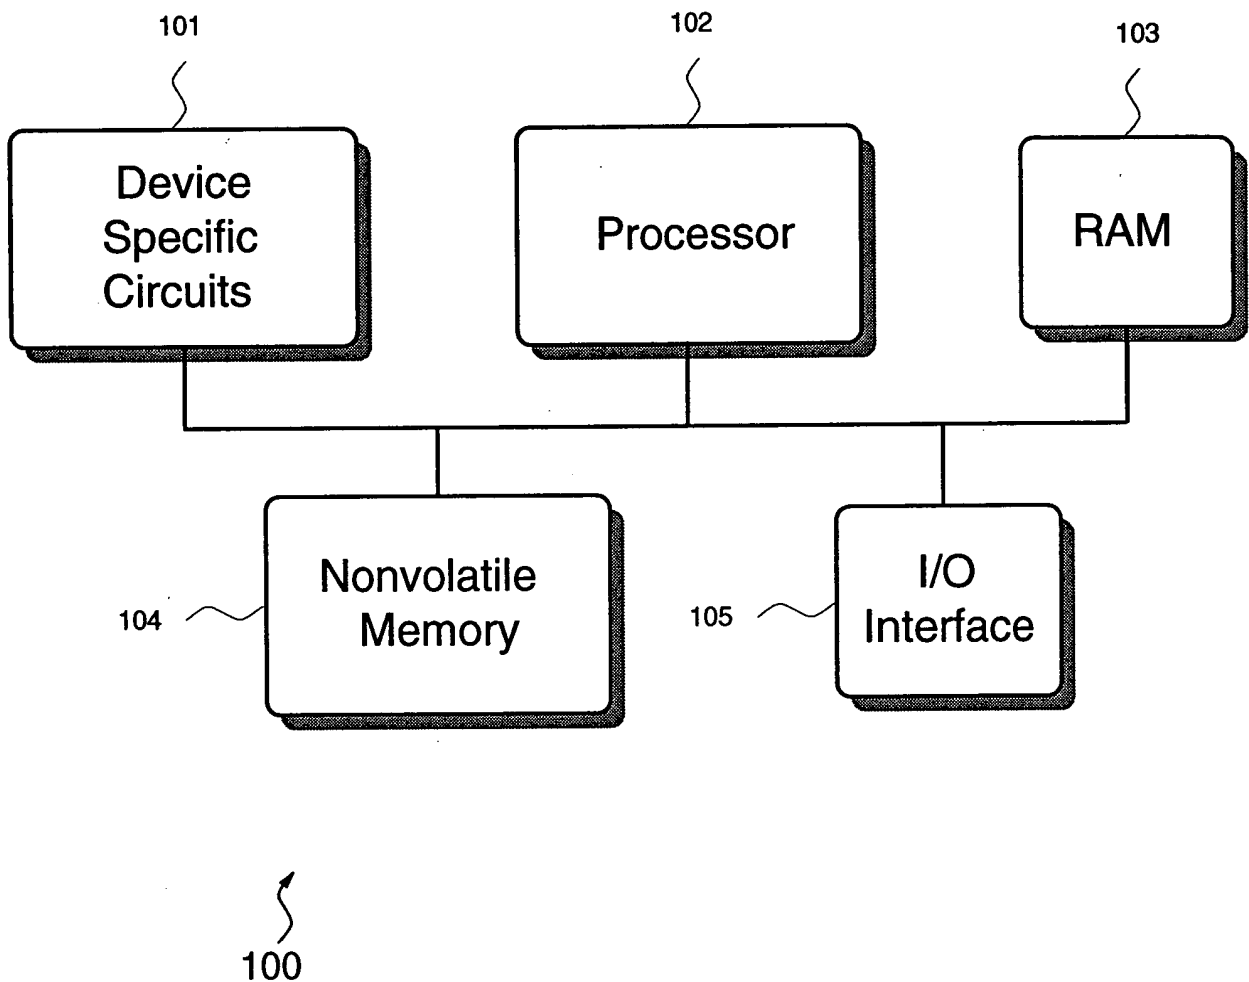 101
102
103
Device
Specific
Circuits
Processor
RAM
Nonvolatile
Memory
104
I/O
Interface
105
100